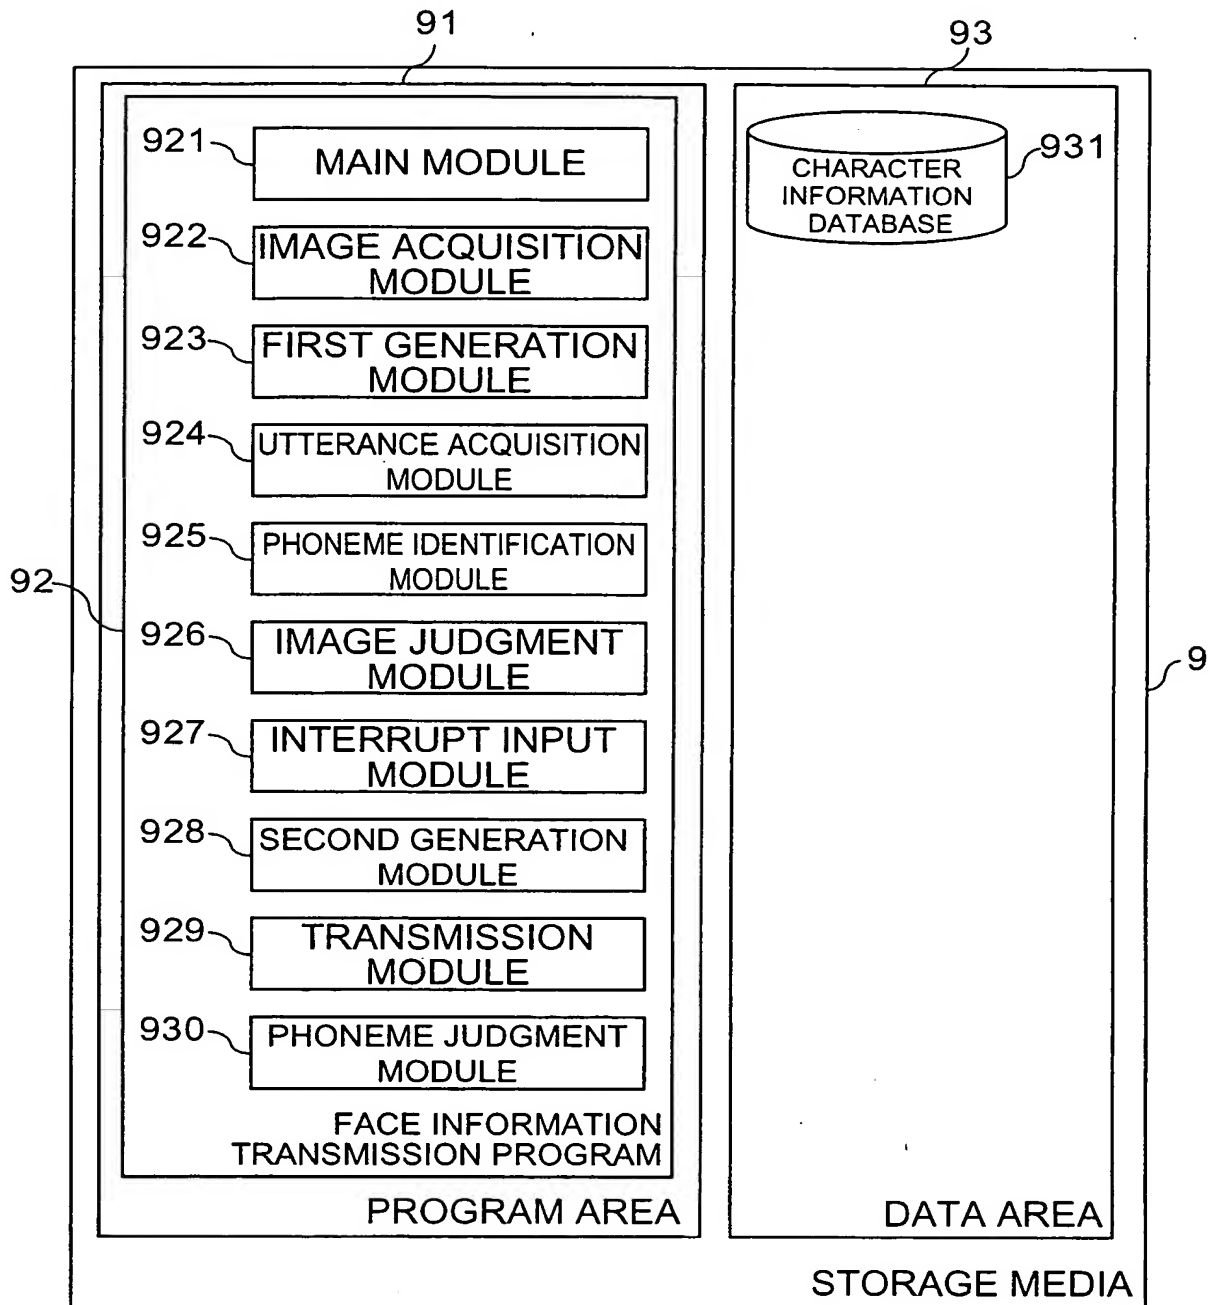 91
93
921
MAIN MODULE
931
CHARACTER
INFORMATION
DATABASE
922
IMAGE ACQUISITION
MODULE
923
FIRST GENERATION
MODULE
924
UTTERANCE ACQUISITION
MODULE
925
PHONEME IDENTIFICATION
MODULE
92
926
IMAGE JUDGMENT
MODULE
9
927
INTERRUPT INPUT
MODULE
928
SECOND GENERATION
MODULE
929
TRANSMISSION
MODULE
930
PHONEME JUDGMENT
MODULE
FACE INFORMATION
TRANSMISSION PROGRAM
PROGRAM AREA
DATA AREA
STORAGE MEDIA